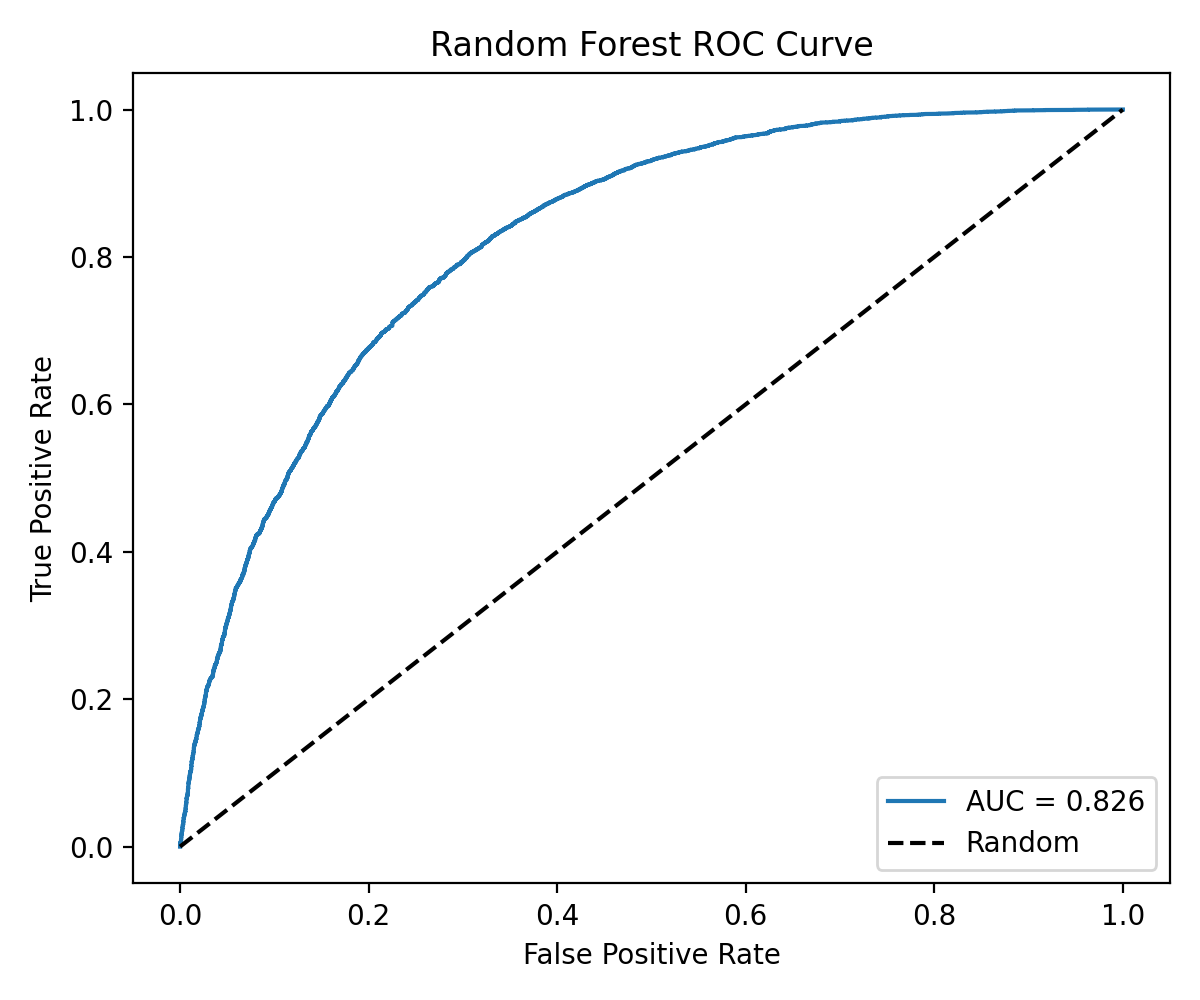 Random Forest ROC Curve
True Positive Rate
1.0
0.8
0.6
0.4
0.2
0.0
0.0 0.2 0.4 0.6 0.8 1.0
False Positive Rate
AUC = 0.826
Random